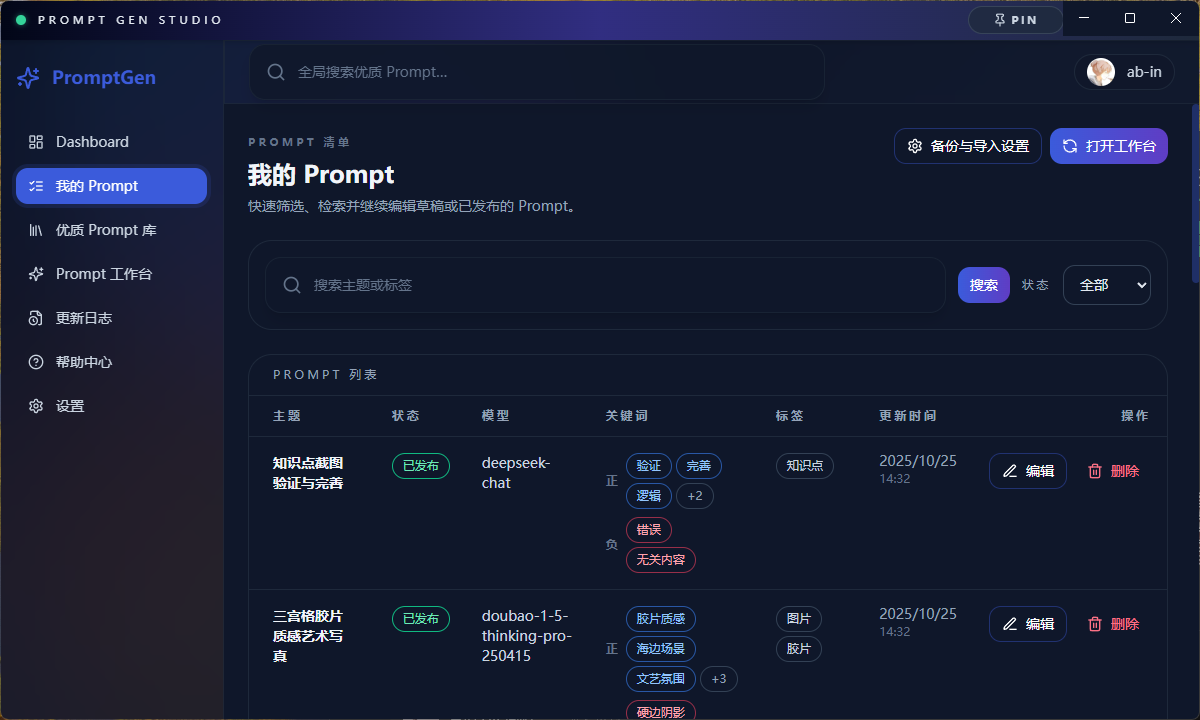 PROMPT GEN STUDIO
PIN
PromptGen
全局搜索优质 Prompt...
ab-in
Dashboard
我的 Prompt
优质 Prompt 库
Prompt 工作台
更新日志
帮助中心
设置
PROMPT 清单
我的 Prompt
快速筛选、检索并继续编辑草稿或已发布的 Prompt。
备份与导入设置
打开工作台
搜索主题或标签
搜索
状态
全部
PROMPT 列表
主题 状态 模型 关键词 标签 更新时间 操作
知识点截图
验证与完善
已发布
deepseek-
chat
正
验证 完善
逻辑 +2
负
错误
无关内容
知识点
2025/10/25
14:32
编辑 删除
三宫格胶片
质感艺术写
真
已发布
doubao-1-5-
thinking-pro-
250415
正
胶片质感
海边场景
文艺氛围 +3
硬边阴影
图片
胶片
2025/10/25
14:32
编辑 删除